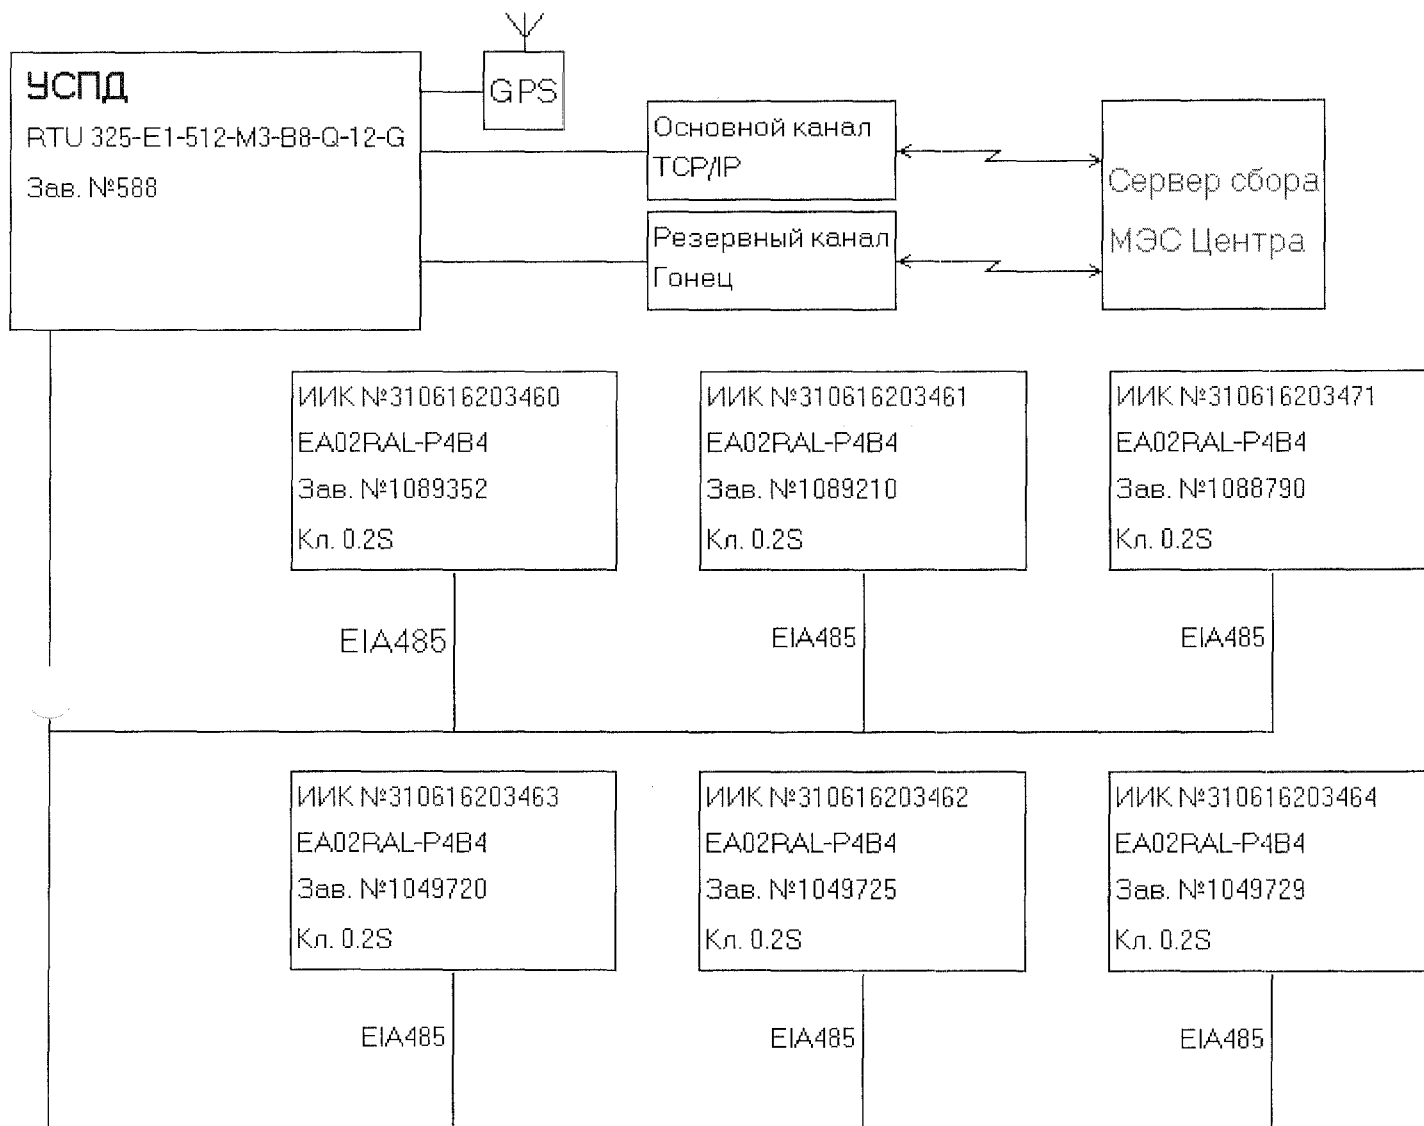 УСПД
RTU 325-E1-512-M3-B8-Q-12-G
Зав. №588
GPS
Основной канал
TCP/IP
Резервный канал
Гонец
Сервер сбора
МЭС Центра
ИИК №310616203460
EA02RAL-P4B4
Зав. №1089352
Кл. 0.2S
EIA485
ИИК №310616203461
EA02RAL-P4B4
Зав. №1089210
Кл. 0.2S
EIA485
ИИК №310616203471
EA02RAL-P4B4
Зав. №1088790
Кл. 0.2S
EIA485
ИИК №310616203463
EA02RAL-P4B4
Зав. №1049720
Кл. 0.2S
EIA485
ИИК №310616203462
EA02RAL-P4B4
Зав. №1049725
Кл. 0.2S
EIA485
ИИК №310616203464
EA02RAL-P4B4
Зав. №1049729
Кл. 0.2S
EIA485